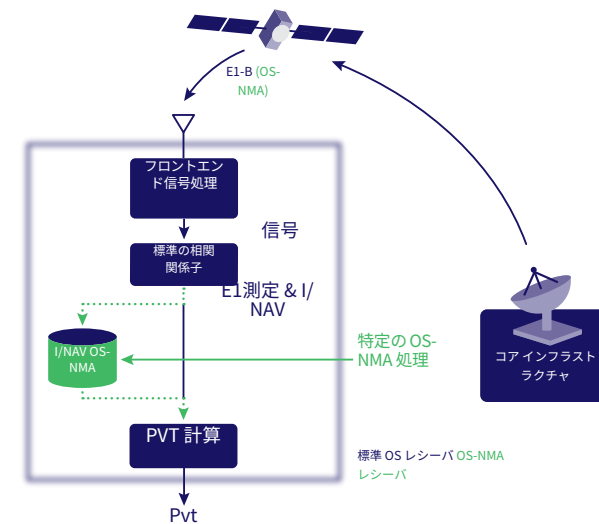 E1-B (OS-
NMA)
フロントエン
ド信号処理
信号
標準の相関
関係子
E1測定 & I/
NAV
I/NAV OS-
NMA
特定の OS-
NMA 処理
コア インフラスト
ラクチャ
PVT 計算
標準 OS レシーバ OS-NMA
レシーバ
Pvt